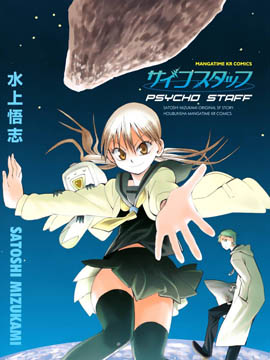 MANGATIME KR COMICS
サイコスタッフ
PSYCHO STAFF
SATOSHI MIZUKAMI ORIGINAL SF STORY
HOUBUNSHA MANGATIME KR COMICS
水上悟志
SATOSHI MIZUKAMI